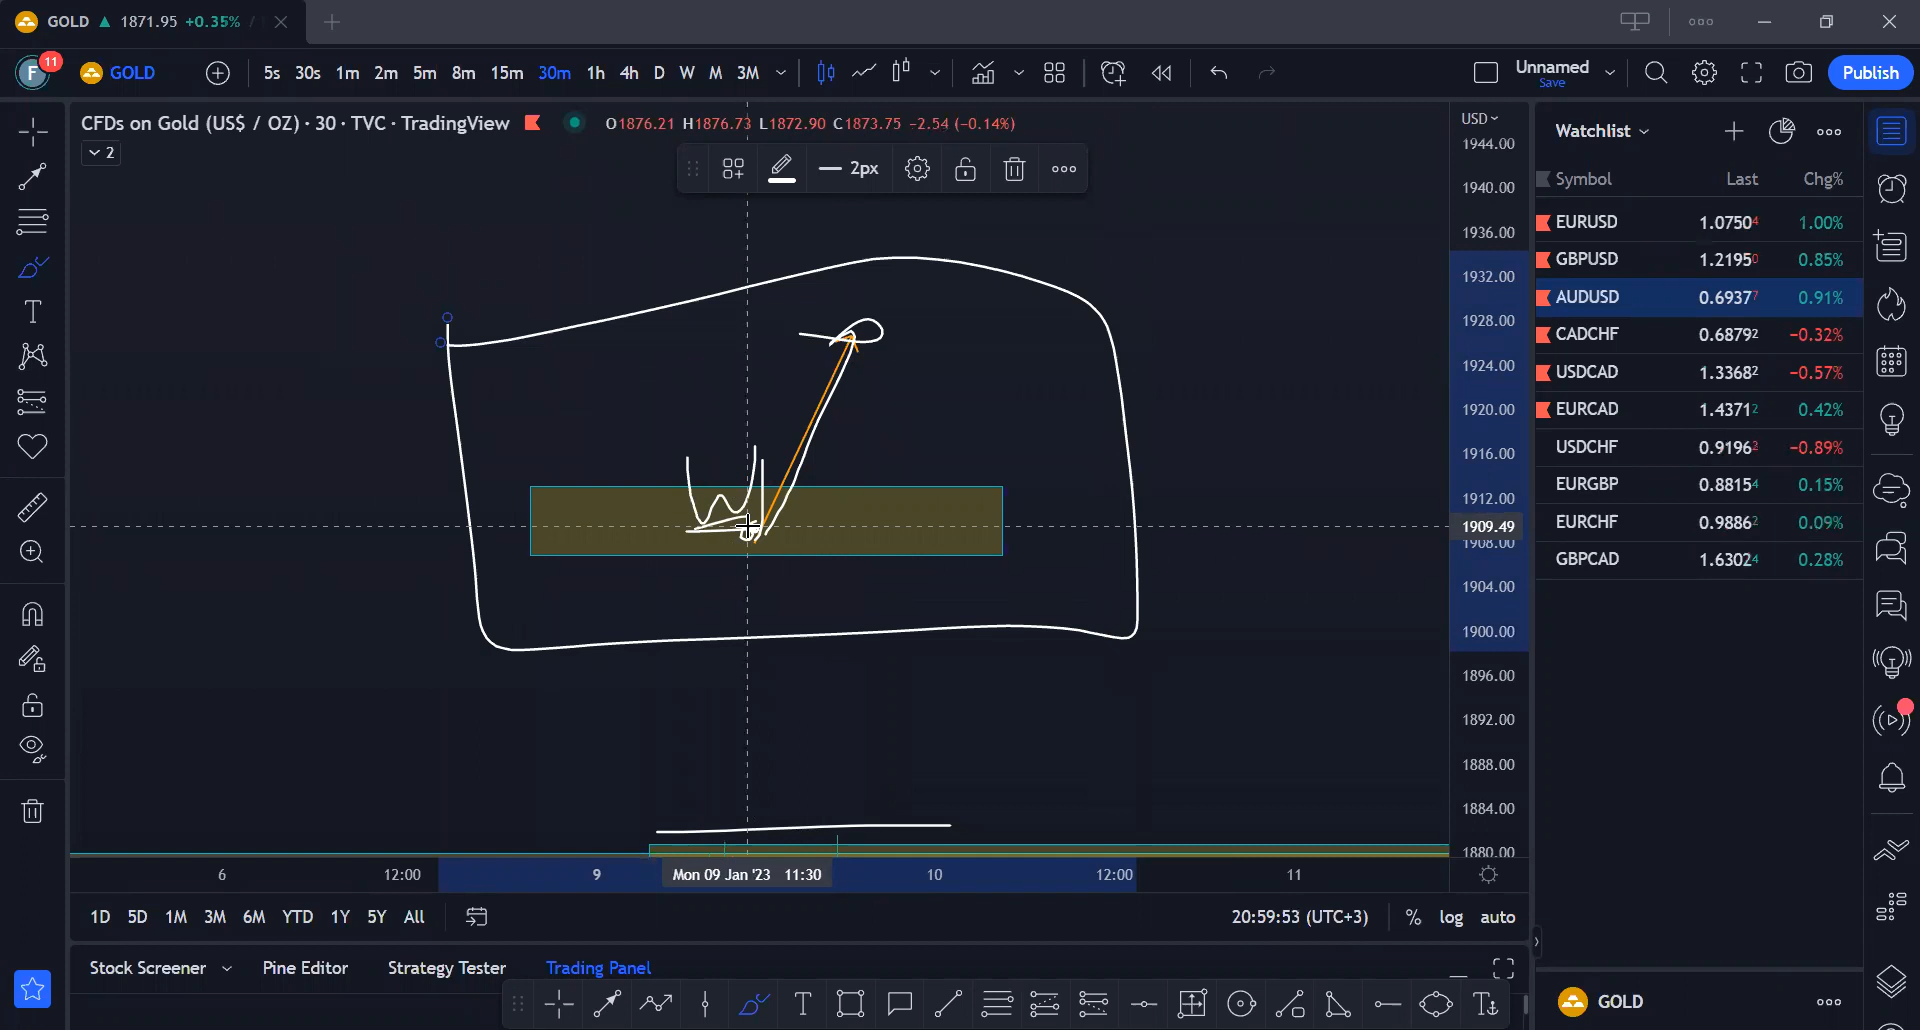 GOLD ▲ 1871.95 +0.35% /
F 11 GOLD 5s 30s 1m 2m 5m 8m 15m 30m 1h 4h D W M 3M Unnamed Save Publish
CFDs on Gold (US$ / OZ) · 30 · TVC · TradingView O1876.21 H1876.73 L1872.90 C1873.75 −2.54 (−0.14%)
2
2px
USD
1944.00
1940.00
1936.00
1932.00
1928.00
1924.00
1920.00
1916.00
1912.00
1909.49
1908.00
1904.00
1900.00
1896.00
1892.00
1888.00
1884.00
1880.00
6 12:00 9 Mon 09 Jan '23 11:30 10 12:00 11
1D 5D 1M 3M 6M YTD 1Y 5Y All 20:59:53 (UTC+3) % log auto
Stock Screener Pine Editor Strategy Tester Trading Panel
Watchlist
Symbol Last Chg%
EURUSD 1.07504 1.00%
GBPUSD 1.21950 0.85%
AUDUSD 0.69377 0.91%
CADCHF 0.68792 −0.32%
USDCAD 1.33682 −0.57%
EURCAD 1.43712 0.42%
USDCHF 0.91962 −0.89%
EURGBP 0.88154 0.15%
EURCHF 0.98862 0.09%
GBPCAD 1.63024 0.28%
GOLD